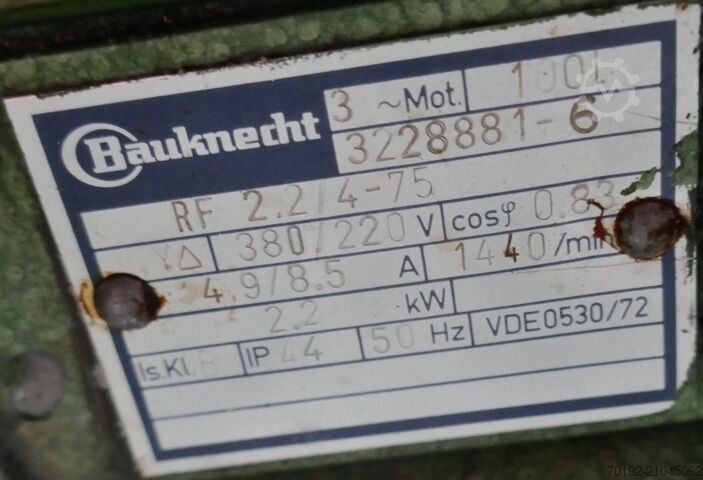 Bauknecht
3 ~Mot. 100L
3228881-6
RF 2.2/4-75
YΔ 380/220 V cosφ 0.83
4,9/8.5 A 1440/min
2.2 kW
Is.Kl. B IP 44 50 Hz VDE0530/72
70192-21045062